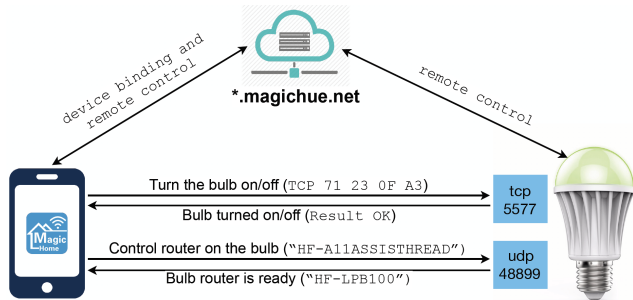 device binding and
remote control
*.magichue.net
remote control
Turn the bulb on/off (TCP 71 23 0F A3)
tcp
5577
Bulb turned on/off (Result OK)
Magic
Home
Control router on the bulb (“HF-A11ASSISTHREAD”)
udp
48899
Bulb router is ready (“HF-LPB100”)